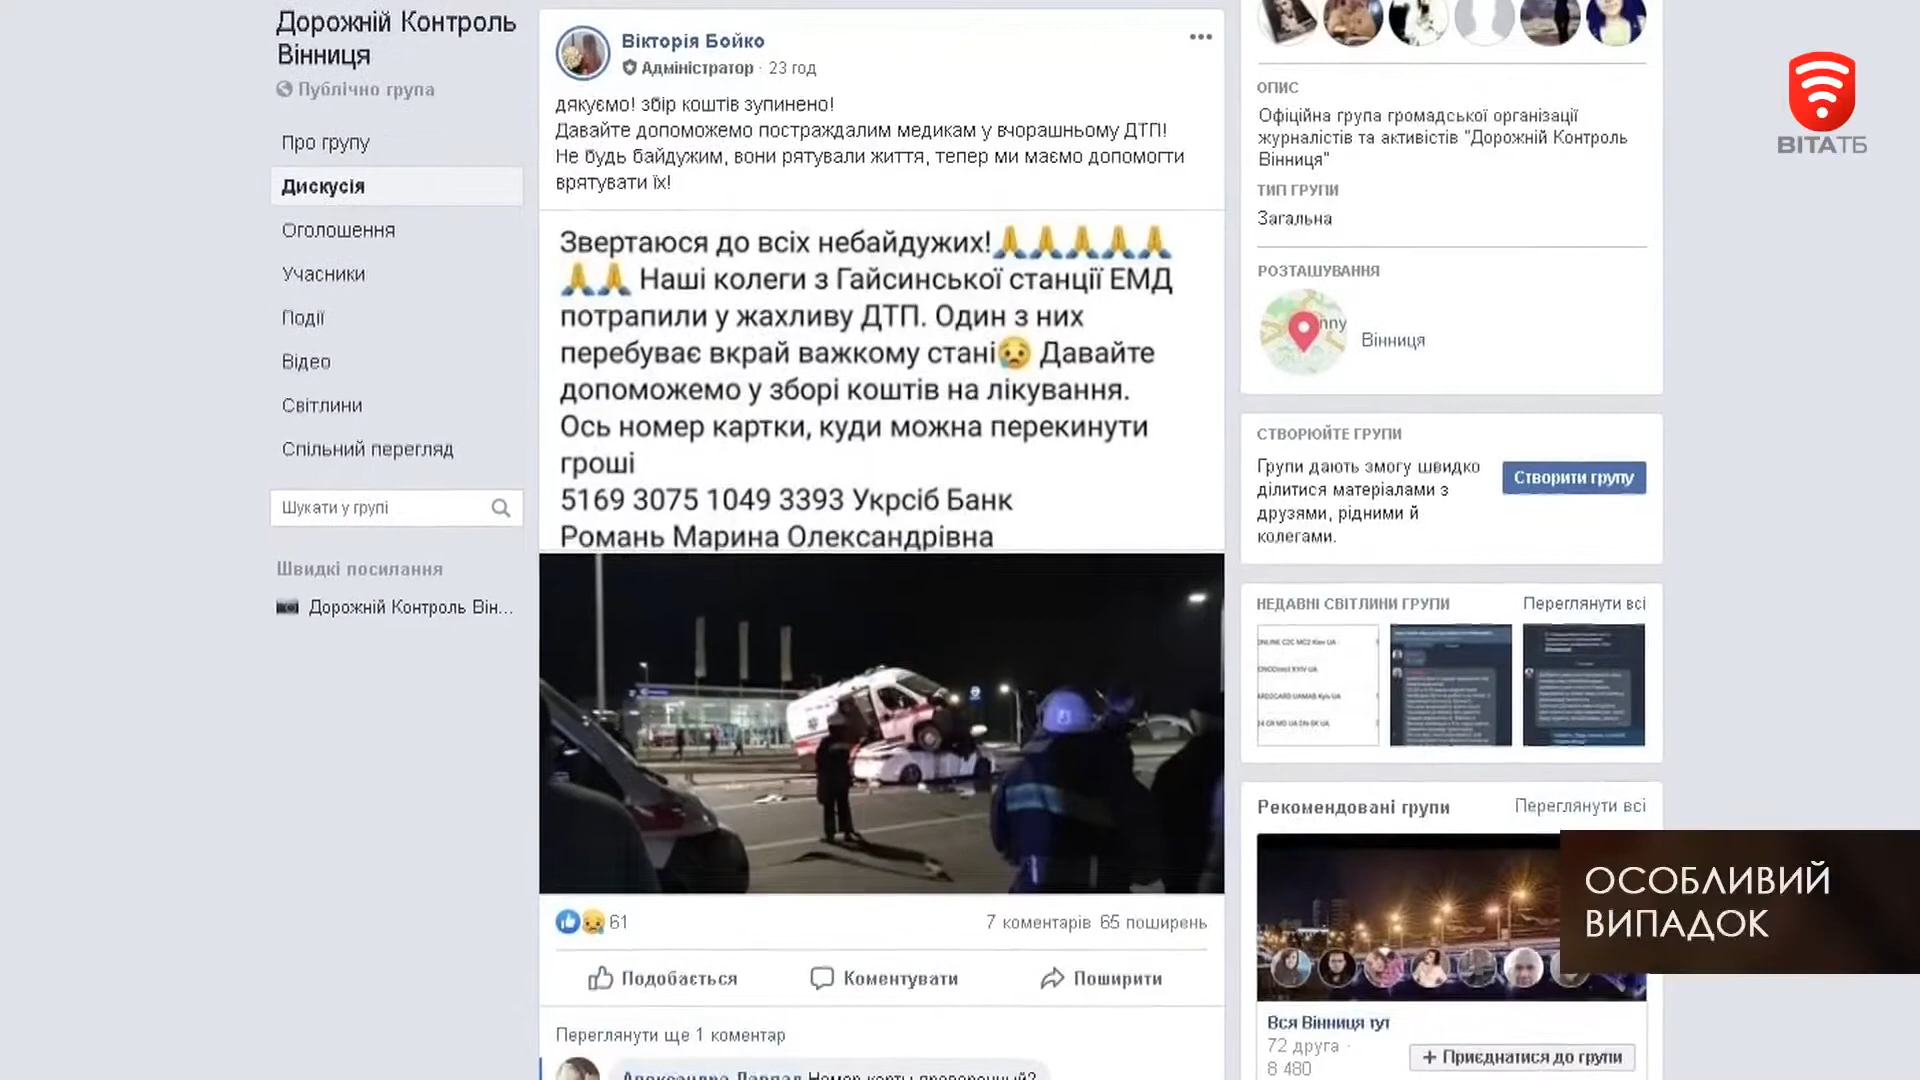 Дорожній Контроль
Вінниця
Публічно група
Про групу
Дискусія
Оголошення
Учасники
Події
Відео
Світлини
Спільний перегляд
Шукати у групі
Швидкі посилання
Дорожній Контроль Він...
Вікторія Бойко
Адміністратор · 23 год
дякуємо! збір коштів зупинено!
Давайте допоможемо постраждалим медикам у вчорашньому ДТП!
Не будь байдужим, вони рятували життя, тепер ми маємо допомогти
врятувати їх!
Звертаюся до всіх небайдужих!🙏🙏🙏🙏🙏
🙏🙏 Наші колеги з Гайсинської станції ЕМД
потрапили у жахливу ДТП. Один з них
перебуває вкрай важкому стані😥 Давайте
допоможемо у зборі коштів на лікування.
Ось номер картки, куди можна перекинути
гроші
5169 3075 1049 3393 Укрсіб Банк
Романь Марина Олександрівна
61
7 коментарів 65 поширень
Подобається
Коментувати
Поширити
Переглянути ще 1 коментар
Номер карты проверенный?
ОПИС
Офіційна група громадської організації
журналістів та активістів "Дорожній Контроль
Вінниця"
ТИП ГРУПИ
Загальна
РОЗТАШУВАННЯ
nny
Вінниця
СТВОРЮЙТЕ ГРУПИ
Групи дають змогу швидко
ділитися матеріалами з
друзями, рідними й
колегами.
Створити групу
НЕДАВНІ СВІТЛИНИ ГРУПИ
Переглянути всі
Рекомендовані групи
Переглянути всі
Вся Вінниця тут
72 друга ·
8 480
+ Приєднатися до групи
ВІТАТБ
ОСОБЛИВИЙ
ВИПАДОК